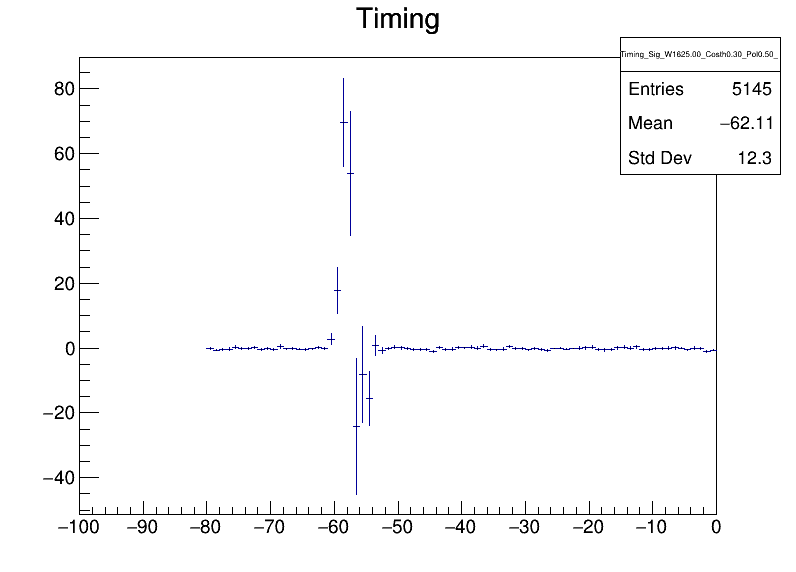 Timing
Timing_Sig_W1625.00_Costh0.30_Pol0.50_
Entries 5145
Mean −62.11
Std Dev 12.3
80
60
40
20
0
−20
−40
−100 −90 −80 −70 −60 −50 −40 −30 −20 −10 0